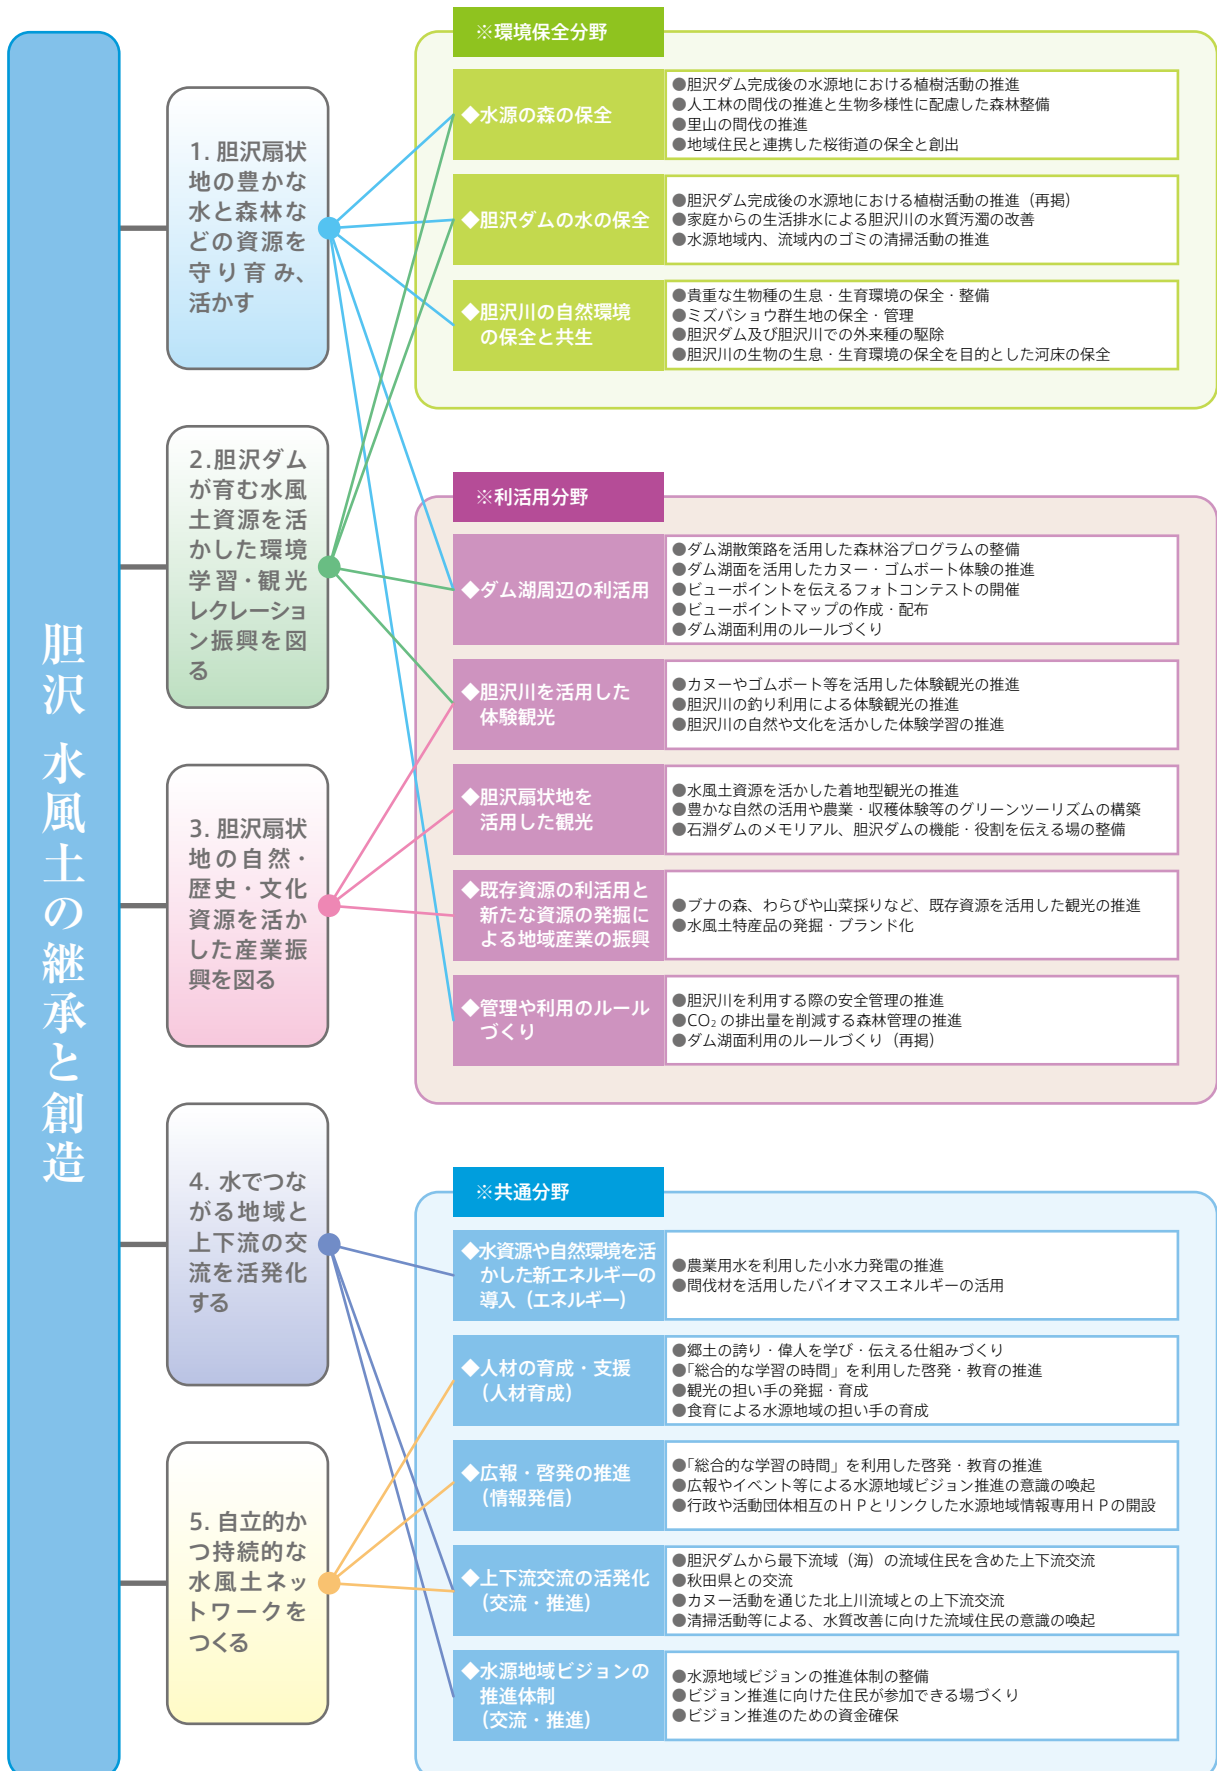 胆沢 水風土の継承と創造
1. 胆沢扇状
地の豊かな
水と森林な
どの資源を
守り育み、
活かす
2.胆沢ダム
が育む水風
土資源を活
かした環境
学習・観光
レクレーショ
ン振興を図
る
3. 胆沢扇状
地の自然・
歴史・文化
資源を活か
した産業振
興を図る
4. 水でつな
がる地域と
上下流の交
流を活発化
する
5. 自立的か
つ持続的な
水風土ネッ
トワークを
つくる
※環境保全分野
◆水源の森の保全
●胆沢ダム完成後の水源地における植樹活動の推進
●人工林の間伐の推進と生物多様性に配慮した森林整備
●里山の間伐の推進
●地域住民と連携した桜街道の保全と創出
◆胆沢ダムの水の保全
●胆沢ダム完成後の水源地における植樹活動の推進（再掲）
●家庭からの生活排水による胆沢川の水質汚濁の改善
●水源地域内、流域内のゴミの清掃活動の推進
◆胆沢川の自然環境
の保全と共生
●貴重な生物種の生息・生育環境の保全・整備
●ミズバショウ群生地の保全・管理
●胆沢ダム及び胆沢川での外来種の駆除
●胆沢川の生物の生息・生育環境の保全を目的とした河床の保全
※利活用分野
◆ダム湖周辺の利活用
●ダム湖散策路を活用した森林浴プログラムの整備
●ダム湖面を活用したカヌー・ゴムボート体験の推進
●ビューポイントを伝えるフォトコンテストの開催
●ビューポイントマップの作成・配布
●ダム湖面利用のルールづくり
◆胆沢川を活用した
体験観光
●カヌーやゴムボート等を活用した体験観光の推進
●胆沢川の釣り利用による体験観光の推進
●胆沢川の自然や文化を活かした体験学習の推進
◆胆沢扇状地を
活用した観光
●水風土資源を活かした着地型観光の推進
●豊かな自然の活用や農業・収穫体験等のグリーンツーリズムの構築
●石淵ダムのメモリアル、胆沢ダムの機能・役割を伝える場の整備
◆既存資源の利活用と
新たな資源の発掘に
よる地域産業の振興
●ブナの森、わらびや山菜採りなど、既存資源を活用した観光の推進
●水風土特産品の発掘・ブランド化
◆管理や利用のルール
づくり
●胆沢川を利用する際の安全管理の推進
●CO₂の排出量を削減する森林管理の推進
●ダム湖面利用のルールづくり（再掲）
※共通分野
◆水資源や自然環境を活
かした新エネルギーの
導入（エネルギー）
●農業用水を利用した小水力発電の推進
●間伐材を活用したバイオマスエネルギーの活用
◆人材の育成・支援
（人材育成）
●郷土の誇り・偉人を学び・伝える仕組みづくり
●「総合的な学習の時間」を利用した啓発・教育の推進
●観光の担い手の発掘・育成
●食育による水源地域の担い手の育成
◆広報・啓発の推進
（情報発信）
●「総合的な学習の時間」を利用した啓発・教育の推進
●広報やイベント等による水源地域ビジョン推進の意識の喚起
●行政や活動団体相互のＨＰとリンクした水源地域情報専用ＨＰの開設
◆上下流交流の活発化
（交流・推進）
●胆沢ダムから最下流域（海）の流域住民を含めた上下流交流
●秋田県との交流
●カヌー活動を通じた北上川流域との上下流交流
●清掃活動等による、水質改善に向けた流域住民の意識の喚起
◆水源地域ビジョンの
推進体制
（交流・推進）
●水源地域ビジョンの推進体制の整備
●ビジョン推進に向けた住民が参加できる場づくり
●ビジョン推進のための資金確保